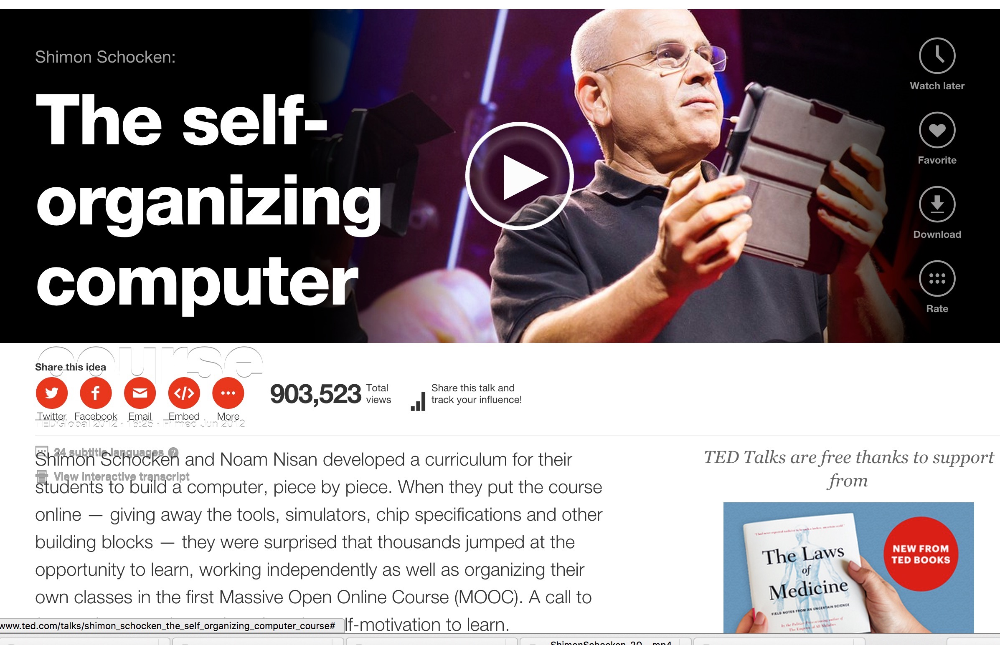 Shimon Schocken:
The self-
organizing
computer
course
Watch later
Favorite
Download
Rate
Share this idea
Twitter Facebook Email Embed More
903,523 Total
views
Share this talk and
track your influence!
TEDGlobal 2012 · 16:25 · Filmed Jun 2012
24 subtitle languages ?
View interactive transcript
Shimon Schocken and Noam Nisan developed a curriculum for their
students to build a computer, piece by piece. When they put the course
online — giving away the tools, simulators, chip specifications and other
building blocks — they were surprised that thousands jumped at the
opportunity to learn, working independently as well as organizing their
own classes in the first Massive Open Online Course (MOOC). A call to
lf-motivation to learn.
TED Talks are free thanks to support
from
The Laws
of
Medicine
FIELD NOTES FROM AN UNCERTAIN SCIENCE
NEW FROM
TED BOOKS
www.ted.com/talks/shimon_schocken_the_self_organizing_computer_course#
ShimonSchocken_20....mp4